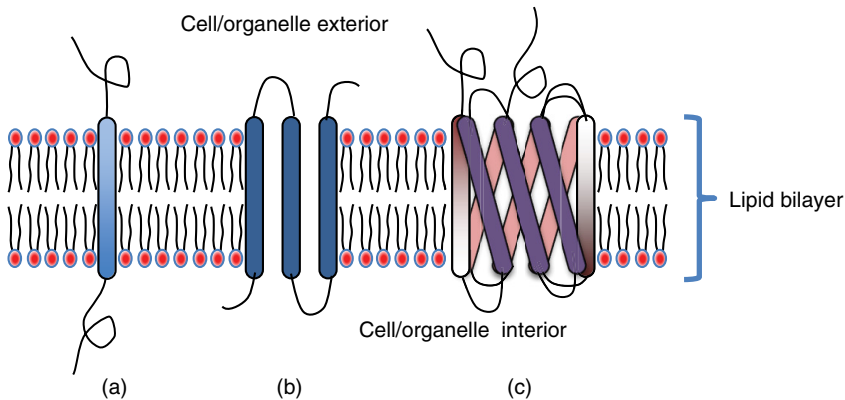 Cell/organelle exterior
Lipid bilayer
Cell/organelle interior
(a)
(b)
(c)